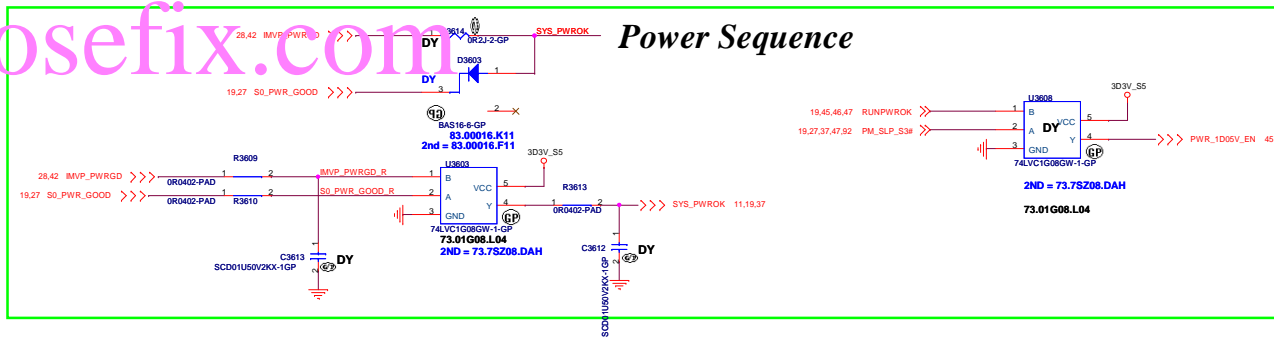 osefix.com
Power Sequence
28,42 IMVP_PWRGD
DY
0R2J-2-GP
SYS_PWROK
DY
D3603
1
3
19,27 S0_PWR_GOOD
2
BAS16-6-GP
83.00016.K11
2nd = 83.00016.F11
R3609
28,42 IMVP_PWRGD
1
2
0R0402-PAD
IMVP_PWRGD_R
19,27 S0_PWR_GOOD
1
2
0R0402-PAD
R3610
S0_PWR_GOOD_R
U3603
3D3V_S5
1
B
2
A
3
GND
VCC
5
Y
4
GP
74LVC1G08GW-1-GP
73.01G08.L04
2ND = 73.7SZ08.DAH
R3613
1
2
0R0402-PAD
SYS_PWROK 11,19,37
C3613
1
2
DY
SCD01U50V2KX-1GP
C3612
1
2
DY
SCD01U50V2KX-1GP
U3608
3D3V_S5
19,45,46,47 RUNPWROK
1
B
19,27,37,47,92 PM_SLP_S3#
2
A
DY
3
GND
VCC
5
Y
4
GP
PWR_1D05V_EN 45
74LVC1G08GW-1-GP
2ND = 73.7SZ08.DAH
73.01G08.L04